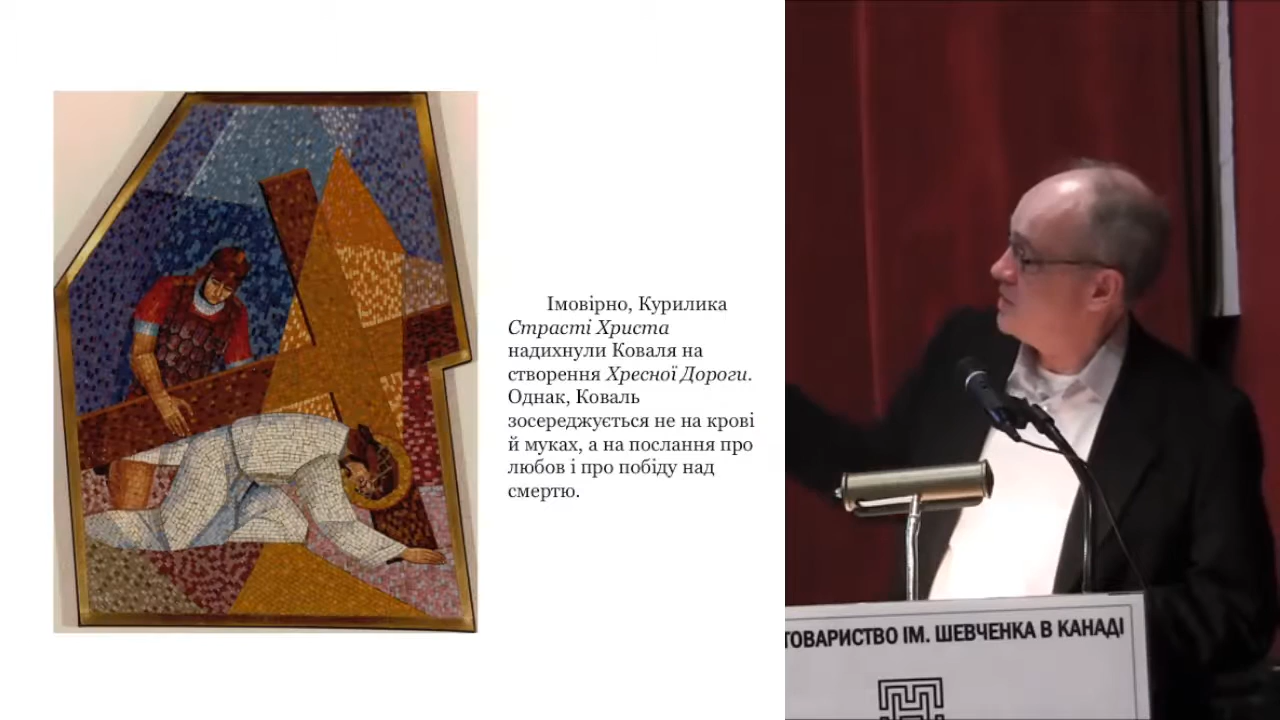 Імовірно, Курилика
Страсті Христа
надихнули Коваля на
створення Хресної Дороги.
Однак, Коваль
зосереджується не на крові
й муках, а на послання про
любов і про побіду над
смертю.
ТОВАРИСТВО ІМ. ШЕВЧЕНКА В КАНАДІ